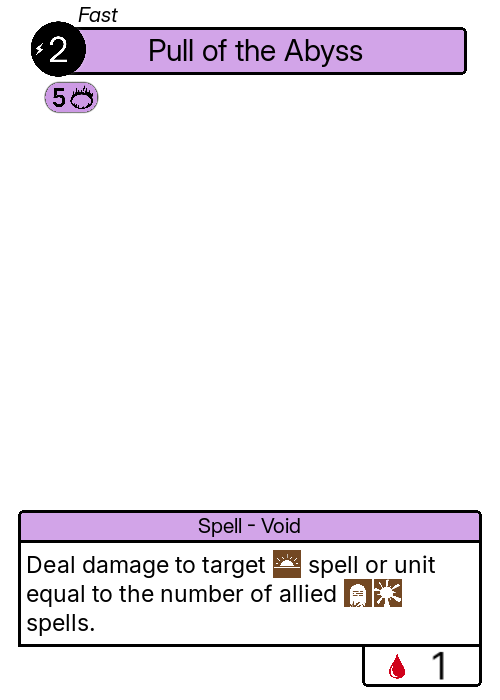 Fast
2 Pull of the Abyss
5
Spell - Void
Deal damage to target spell or unit
equal to the number of allied
spells.
1